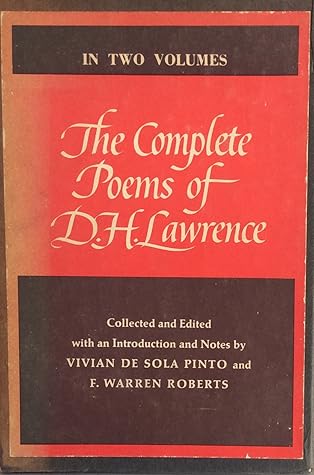 IN TWO VOLUMES
The Complete
Poems of
D.H.Lawrence
Collected and Edited
with an Introduction and Notes by
VIVIAN DE SOLA PINTO and
F. WARREN ROBERTS